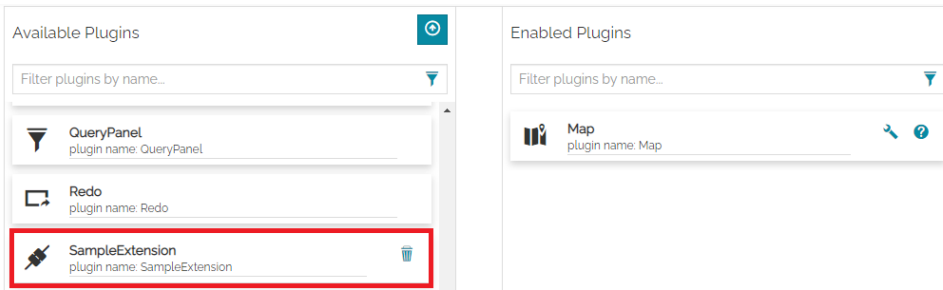 Available Plugins
Filter plugins by name...
QueryPanel
plugin name: QueryPanel
Redo
plugin name: Redo
SampleExtension
plugin name: SampleExtension
Enabled Plugins
Filter plugins by name...
Map
plugin name: Map